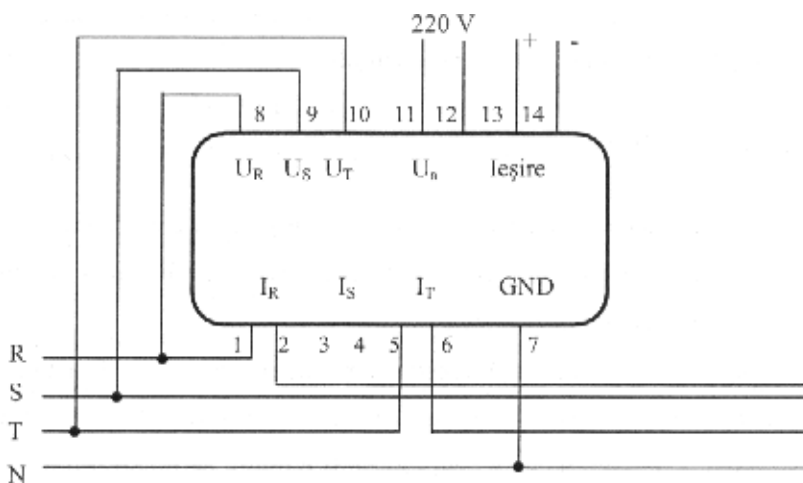 220 V
+ -
8 9 10 11 12 13 14
U_R U_S U_T U_n Ieşire
I_R I_S I_T GND
1 2 3 4 5 6 7
R
S
T
N